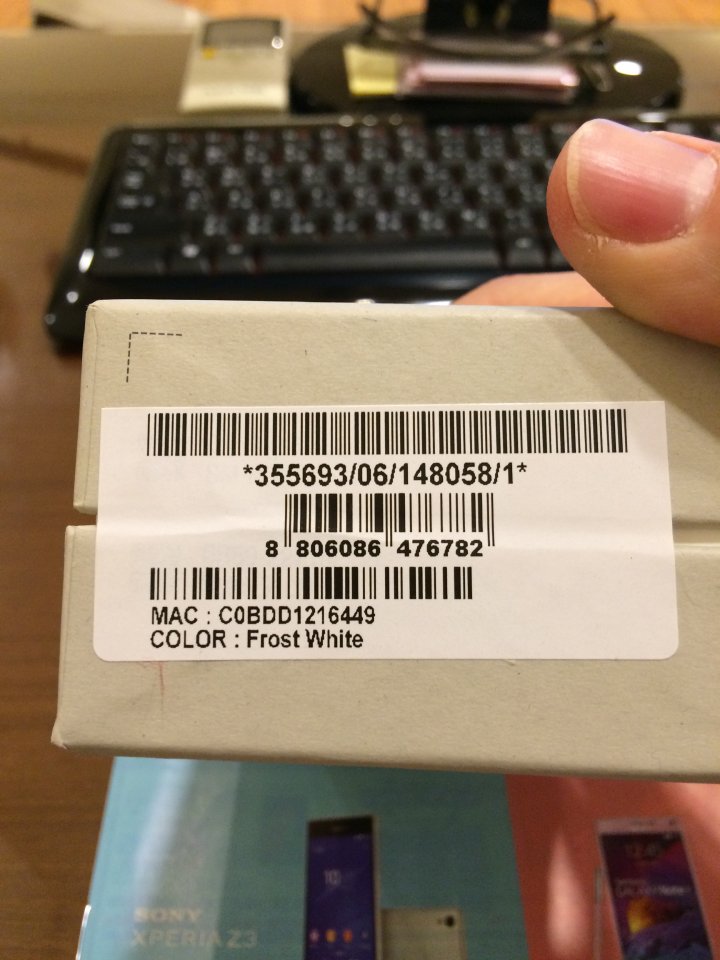 *355693/06/148058/1*
8 806086 476782
MAC : C0BDD1216449
COLOR : Frost White
SONY
XPERIA Z3